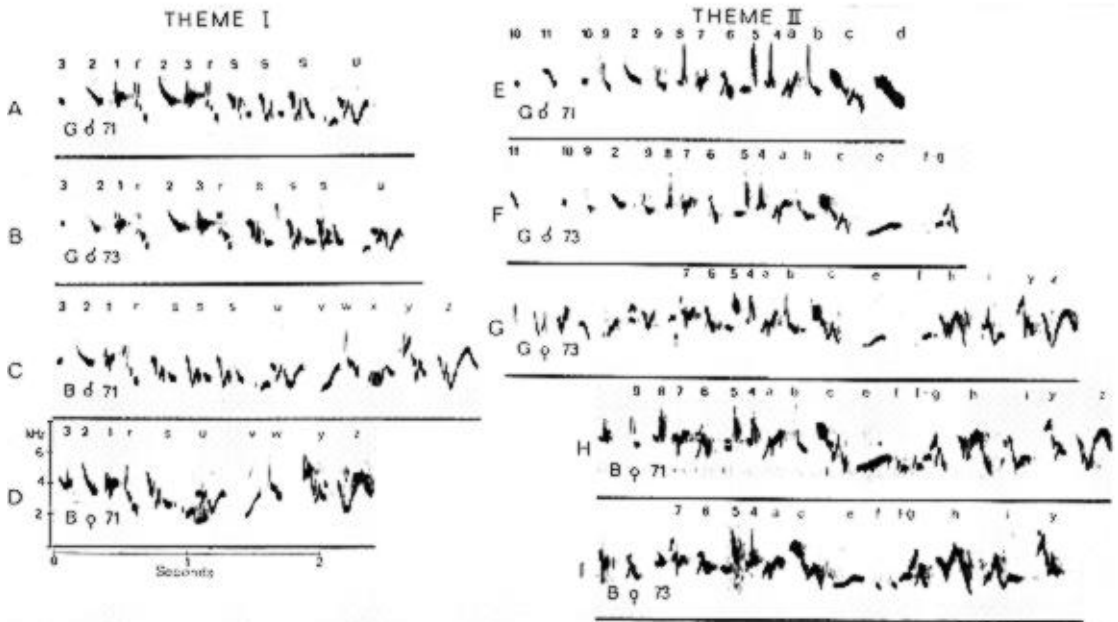 THEME I
3 2 1 r 2 3 r s s s u
A
G ♂ 71
3 2 1 r 2 3 r s s s u
B
G ♂ 73
3 2 1 r s s s u v w x y z
C
B ♂ 71
kHz 3 2 1 r s u v w y z
6
4
2
D
B ♀ 71
0 1 2
Seconds
THEME III
10 11 10 9 2 9 8 7 6 5 4 a b c d
E
G ♂ 71
11 10 9 2 9 8 7 6 5 4 a b c e f g
F
G ♂ 73
7 6 5 4 a b c e f h i y z
G
G ♀ 73
9 8 7 6 5 4 a b c e f f g h i y z
H
B ♀ 71
7 6 5 4 a c e f f g h i y
I
B ♀ 73